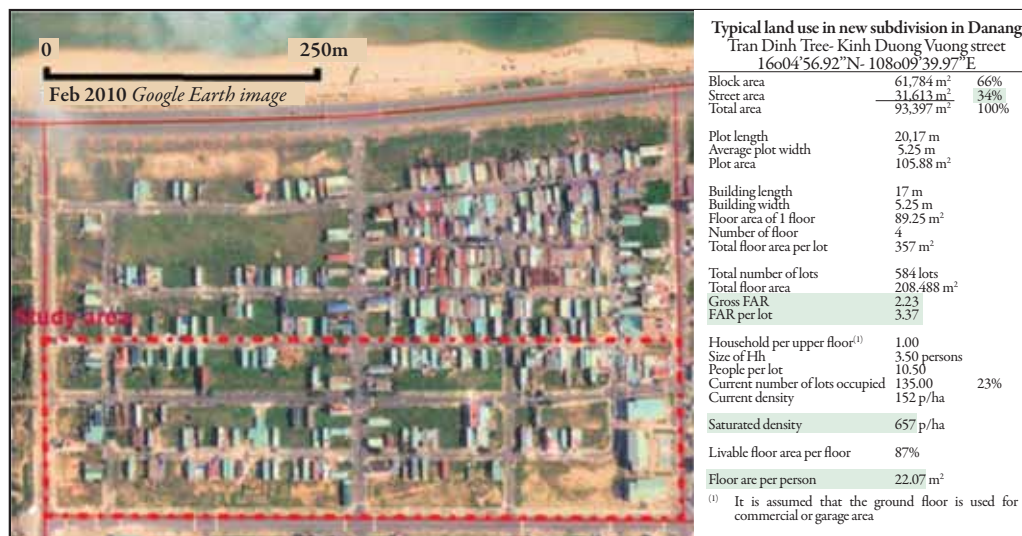 0 250m
Feb 2010 Google Earth image
Study area
Typical land use in new subdivision in Danang
Tran Dinh Tree- Kinh Duong Vuong street
16o04’56.92”N- 108o09’39.97”E
Block area 61,784 m² 66%
Street area 31,613 m² 34%
Total area 93,397 m² 100%
Plot length 20,17 m
Average plot width 5.25 m
Plot area 105.88 m²
Building length 17 m
Building width 5.25 m
Floor area of 1 floor 89.25 m²
Number of floor 4
Total floor area per lot 357 m²
Total number of lots 584 lots
Total floor area 208.488 m²
Gross FAR 2.23
FAR per lot 3.37
Household per upper floor⁽¹⁾ 1.00
Size of Hh 3.50 persons
People per lot 10.50
Current number of lots occupied 135.00 23%
Current density 152 p/ha
Saturated density 657 p/ha
Livable floor area per floor 87%
Floor are per person 22.07 m²
(1) It is assumed that the ground floor is used for
commercial or garage area